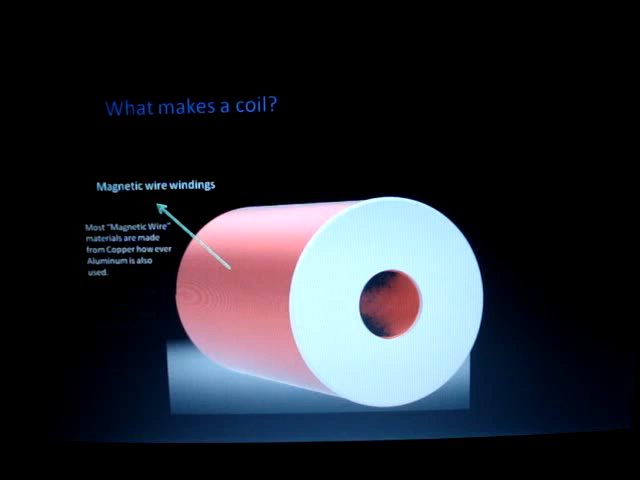 What makes a coil?
Magnetic wire windings
Most "Magnetic Wire"
materials are made
from Copper how ever
Aluminum is also
used.